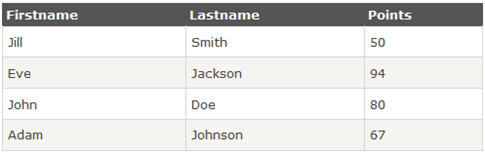 Firstname Lastname Points
Jill Smith 50
Eve Jackson 94
John Doe 80
Adam Johnson 67